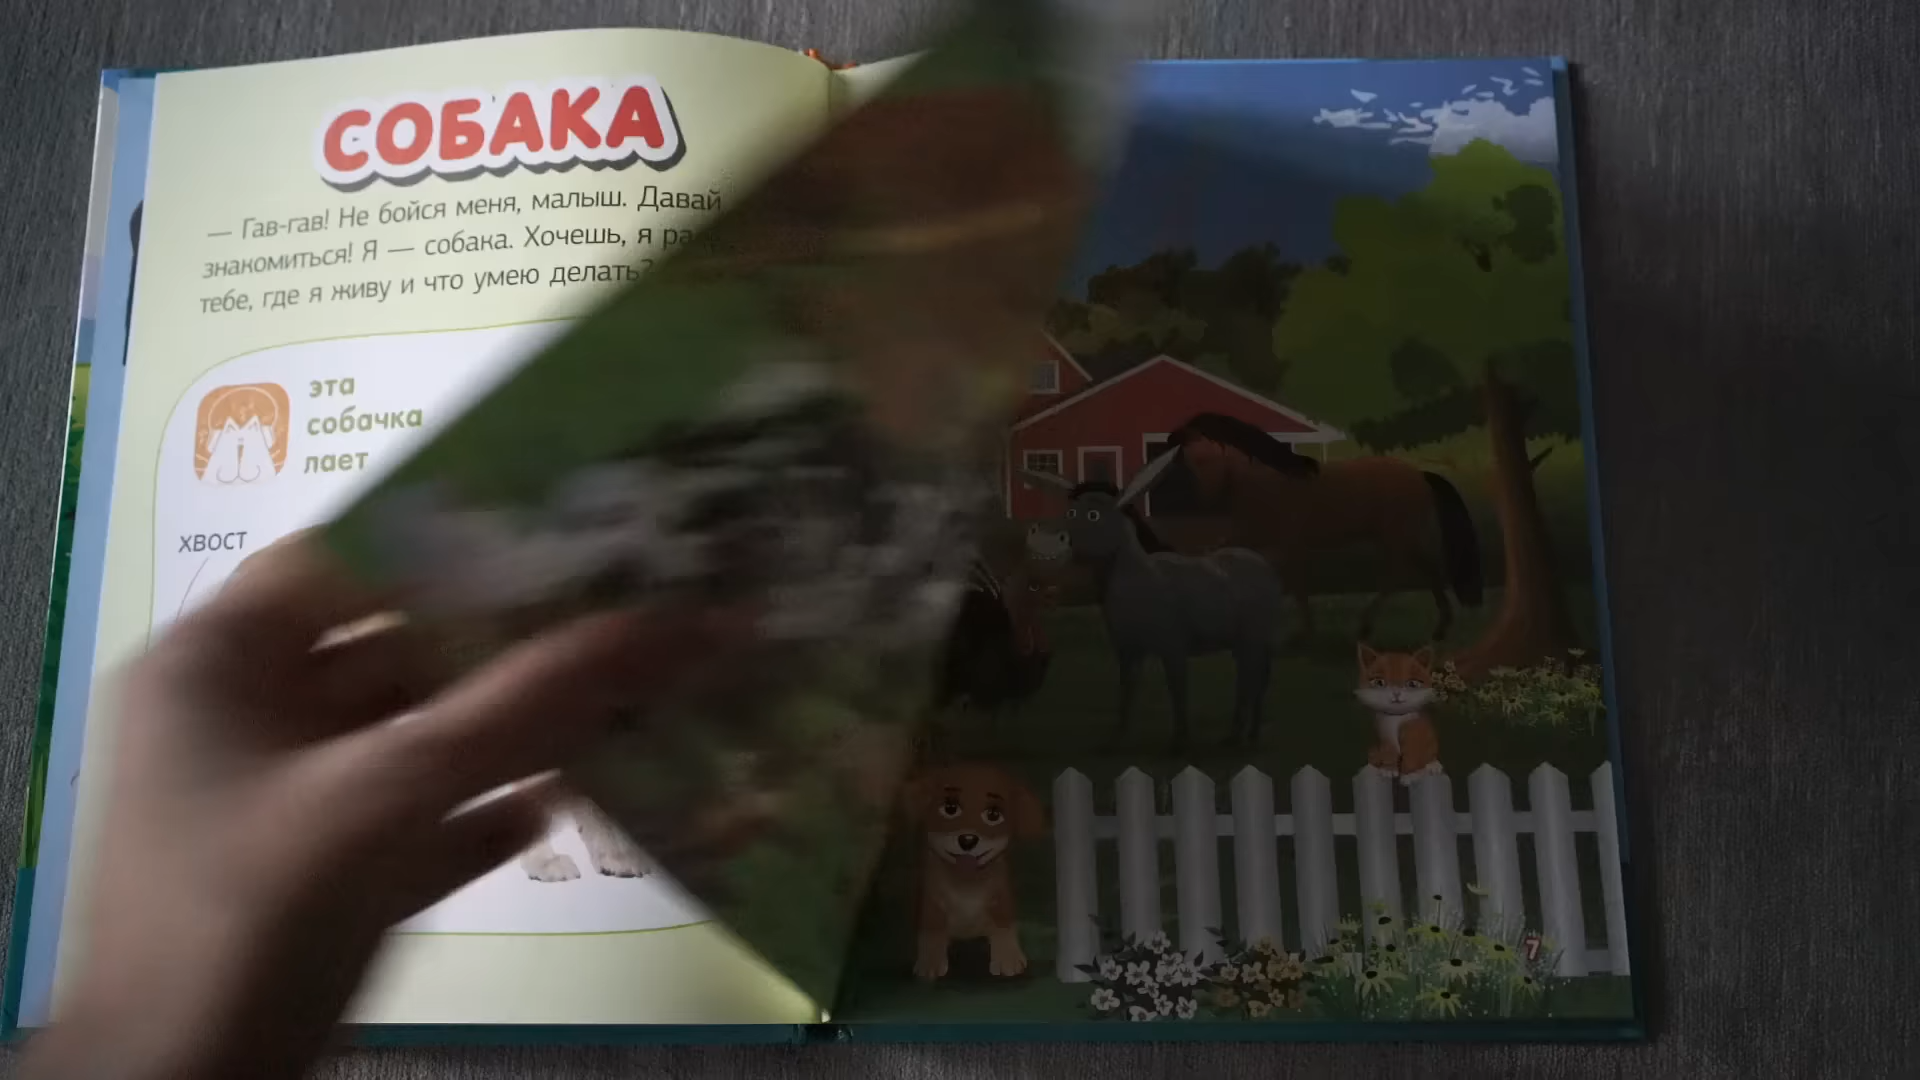 СОБАКА
— Гав-гав! Не бойся меня, малыш. Давай
знакомиться! Я — собака. Хочешь, я
тебе, где я живу и что умею делать?
эта
собачка
лает
ХВОСТ
7